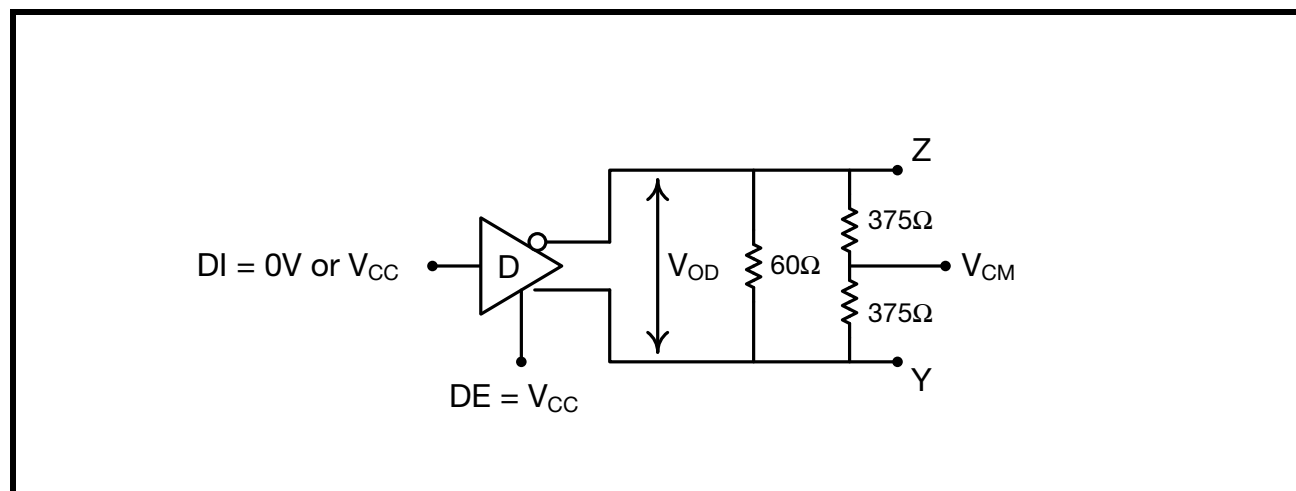 Z
375Ω
DI = 0V or VCC
D
VOD
60Ω
VCM
375Ω
Y
DE = VCC